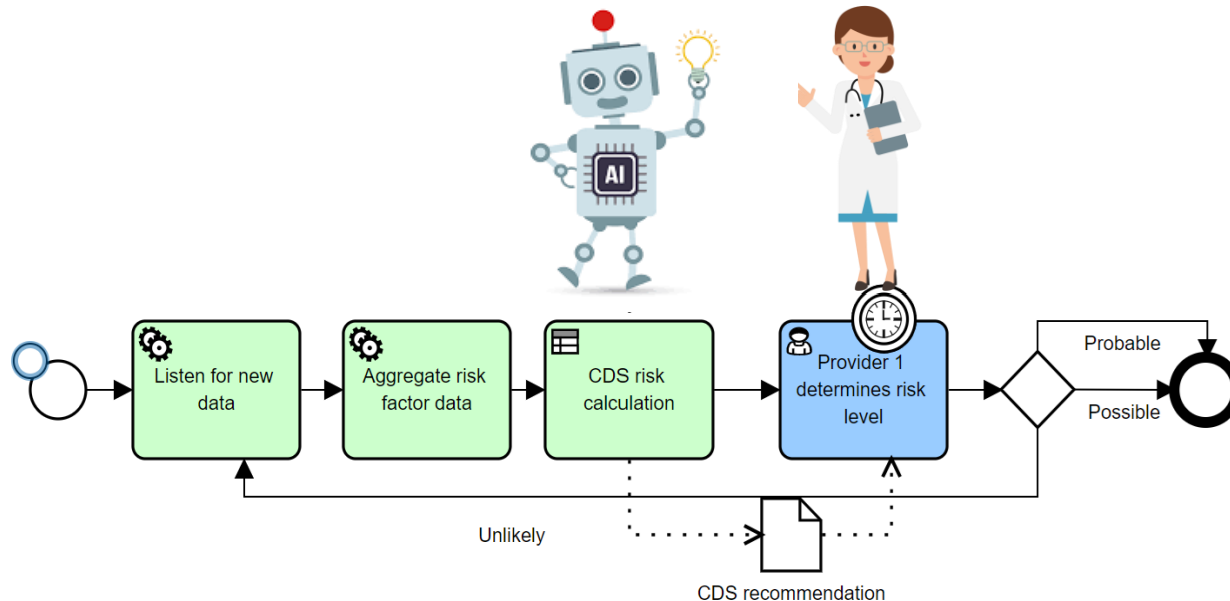 AI
Listen for new
data
Aggregate risk
factor data
CDS risk
calculation
Provider 1
determines risk
level
Probable
Possible
Unlikely
CDS recommendation